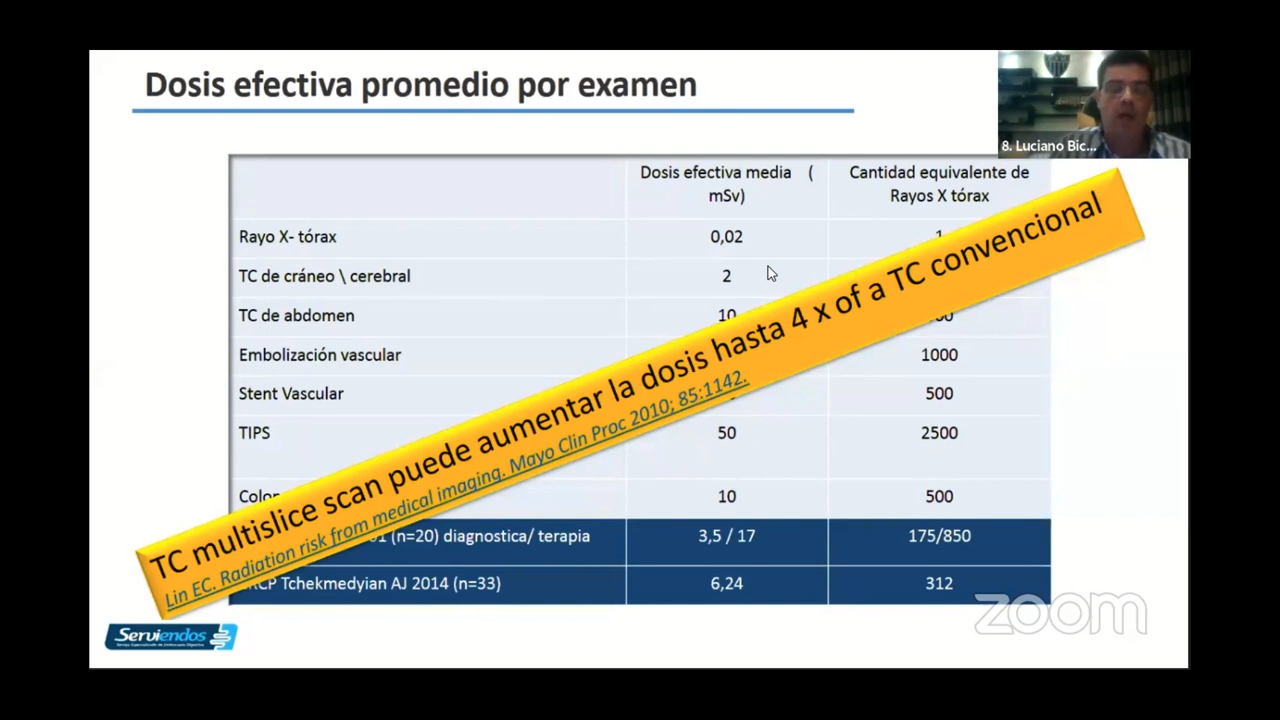 Dosis efectiva promedio por examen
8. Luciano Bic...
Dosis efectiva media (
mSv)
Cantidad equivalente de
Rayos X tórax
Rayo X- tórax
0,02
1
TC de cráneo \ cerebral
2
TC de abdomen
10
Embolización vascular
1000
Stent Vascular
500
TIPS
50
2500
10
500
(n=20) diagnostica/ terapia
3,5 / 17
175/850
Tchekmedyian AJ 2014 (n=33)
6,24
312
TC multislice scan puede aumentar la dosis hasta 4 x of a TC convencional
Lin EC. Radiation risk from medical imaging. Mayo Clin Proc 2010; 85:1142.
Serviendos
zoom